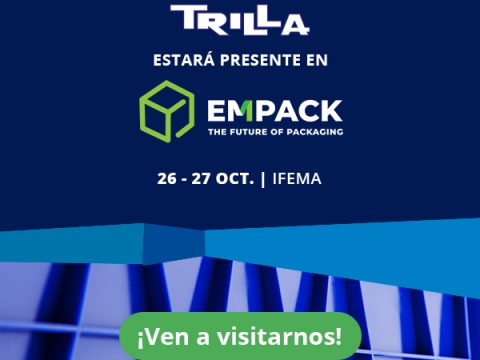 TRILLA
ESTARÁ PRESENTE EN
EMPACK
THE FUTURE OF PACKAGING
26 - 27 OCT. | IFEMA
¡Ven a visitarnos!